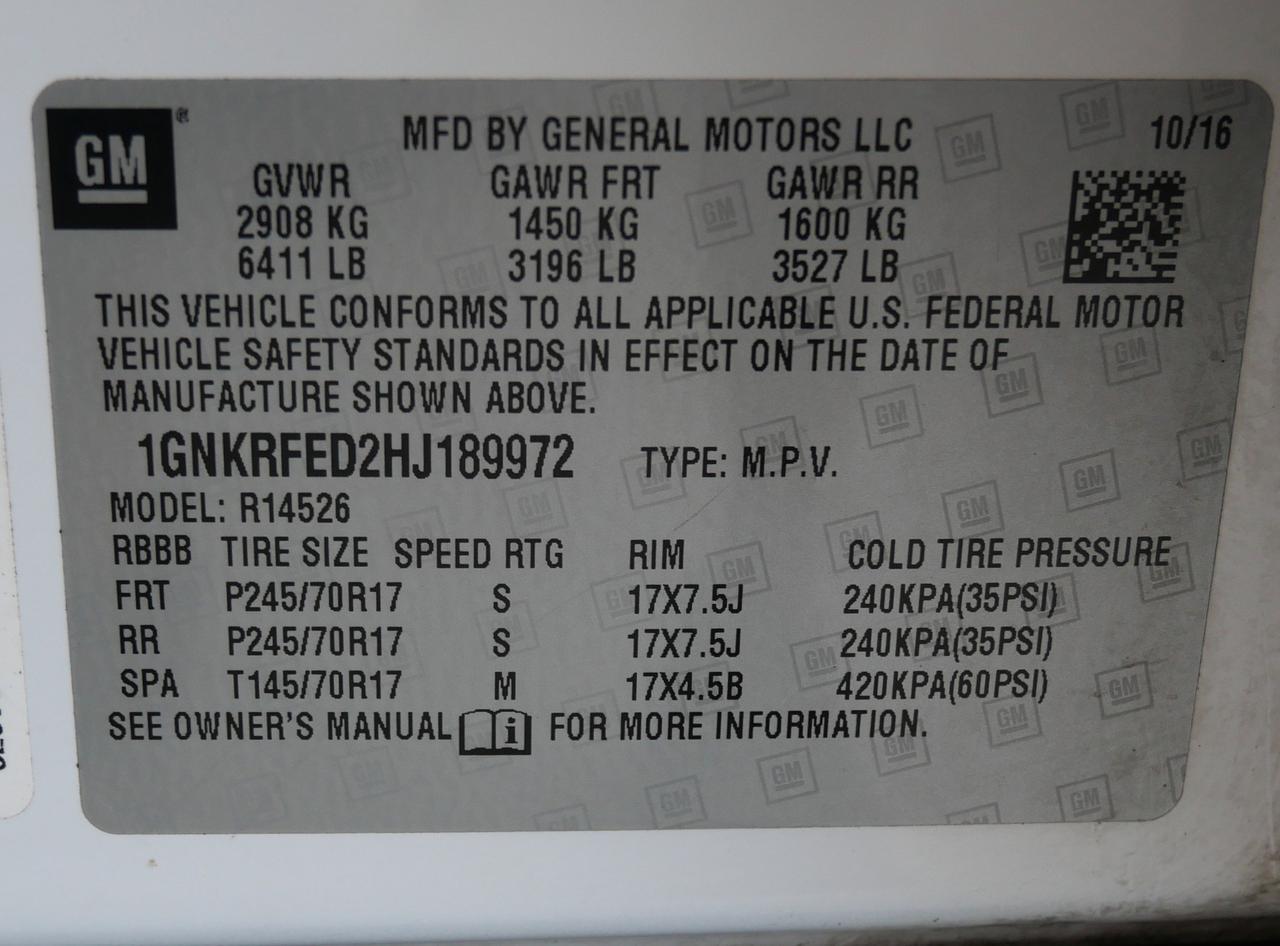 GM®
MFD BY GENERAL MOTORS LLC 10/16
GVWR GAWR FRT GAWR RR
2908 KG 1450 KG 1600 KG
6411 LB 3196 LB 3527 LB
THIS VEHICLE CONFORMS TO ALL APPLICABLE U.S. FEDERAL MOTOR
VEHICLE SAFETY STANDARDS IN EFFECT ON THE DATE OF
MANUFACTURE SHOWN ABOVE.
1GNKRFED2HJ189972 TYPE: M.P.V.
MODEL: R14526
RBBB TIRE SIZE SPEED RTG RIM COLD TIRE PRESSURE
FRT P245/70R17 S 17X7.5J 240KPA(35PSI)
RR P245/70R17 S 17X7.5J 240KPA(35PSI)
SPA T145/70R17 M 17X4.5B 420KPA(60PSI)
SEE OWNER'S MANUAL i FOR MORE INFORMATION.